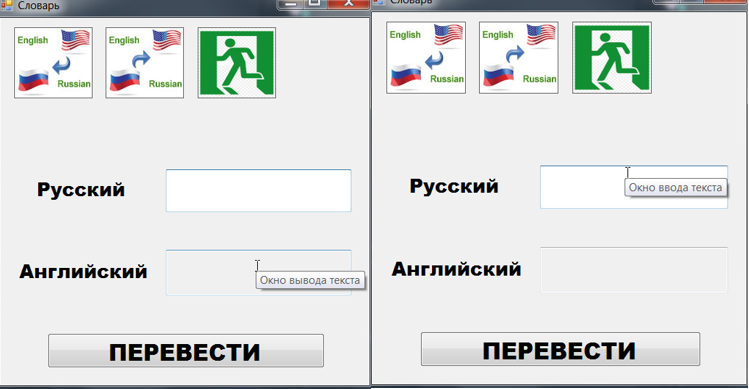 Словарь
English
Russian
English
Russian
Русский
Английский
Окно вывода текста
ПЕРЕВЕСТИ
Словарь
English
Russian
English
Russian
Русский
Окно ввода текста
Английский
ПЕРЕВЕСТИ